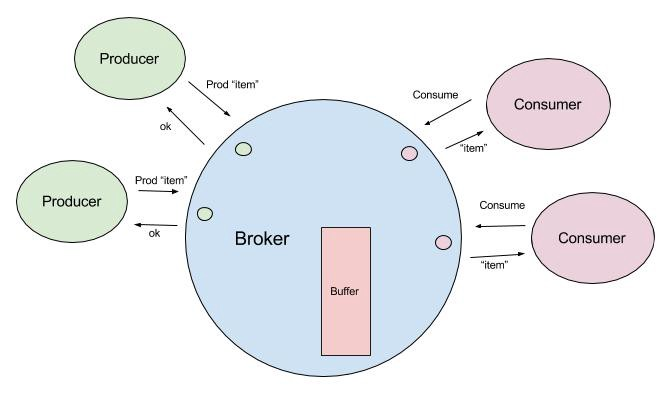 Producer
Prod “item”
ok
Producer
Prod “item”
ok
Broker
Buffer
Consume
“item”
Consumer
Consume
“item”
Consumer